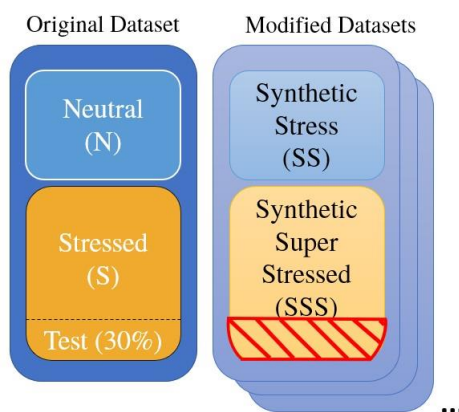 Original Dataset
Neutral
(N)
Stressed
(S)
Test (30%)
Modified Datasets
Synthetic
Stress
(SS)
Synthetic
Super
Stressed
(SSS)
...